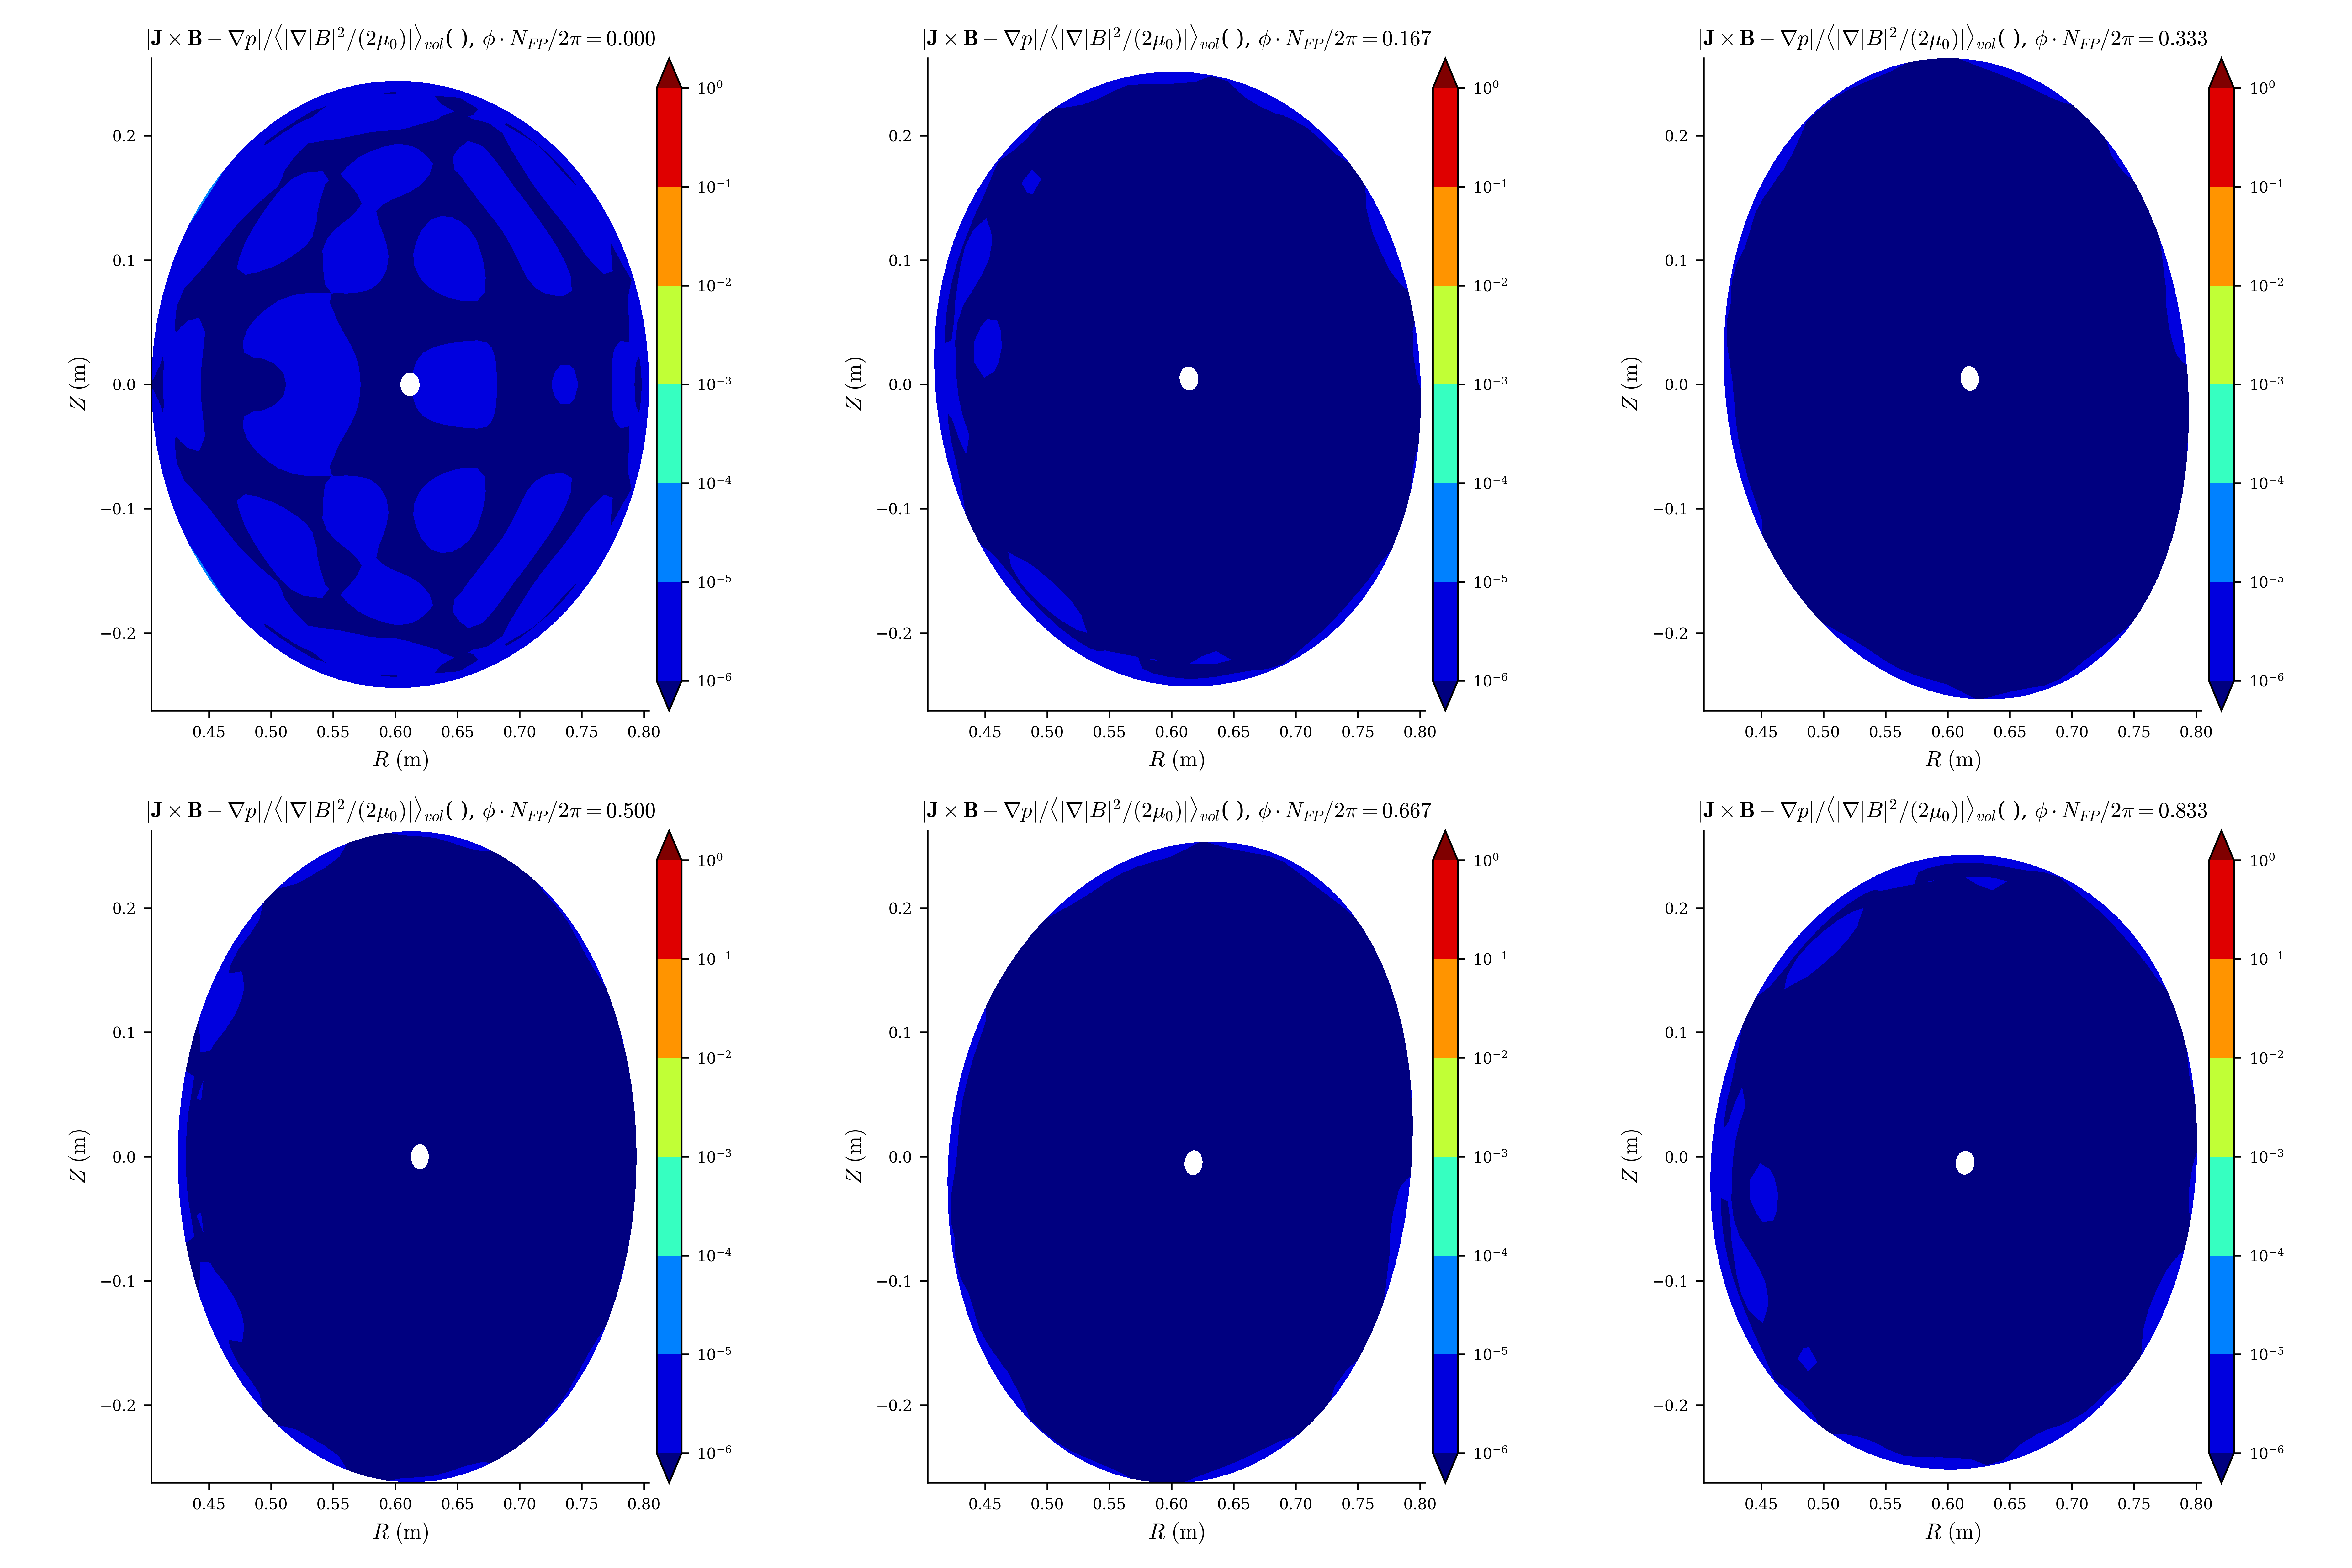 |J × B − ∇p|/⟨|∇|B|²/(2μ₀)|⟩vol( ), φ · N_FP/2π = 0.000
|J × B − ∇p|/⟨|∇|B|²/(2μ₀)|⟩vol( ), φ · N_FP/2π = 0.167
|J × B − ∇p|/⟨|∇|B|²/(2μ₀)|⟩vol( ), φ · N_FP/2π = 0.333
10⁰ 10⁻¹ 10⁻² 10⁻³ 10⁻⁴ 10⁻⁵ 10⁻⁶
10⁰ 10⁻¹ 10⁻² 10⁻³ 10⁻⁴ 10⁻⁵ 10⁻⁶
10⁰ 10⁻¹ 10⁻² 10⁻³ 10⁻⁴ 10⁻⁵ 10⁻⁶
0.2 0.1 0.0 −0.1 −0.2
0.2 0.1 0.0 −0.1 −0.2
0.2 0.1 0.0 −0.1 −0.2
Z (m)
Z (m)
Z (m)
0.45 0.50 0.55 0.60 0.65 0.70 0.75 0.80
0.45 0.50 0.55 0.60 0.65 0.70 0.75 0.80
0.45 0.50 0.55 0.60 0.65 0.70 0.75 0.80
R (m)
R (m)
R (m)
|J × B − ∇p|/⟨|∇|B|²/(2μ₀)|⟩vol( ), φ · N_FP/2π = 0.500
|J × B − ∇p|/⟨|∇|B|²/(2μ₀)|⟩vol( ), φ · N_FP/2π = 0.667
|J × B − ∇p|/⟨|∇|B|²/(2μ₀)|⟩vol( ), φ · N_FP/2π = 0.833
10⁰ 10⁻¹ 10⁻² 10⁻³ 10⁻⁴ 10⁻⁵ 10⁻⁶
10⁰ 10⁻¹ 10⁻² 10⁻³ 10⁻⁴ 10⁻⁵ 10⁻⁶
10⁰ 10⁻¹ 10⁻² 10⁻³ 10⁻⁴ 10⁻⁵ 10⁻⁶
0.2 0.1 0.0 −0.1 −0.2
0.2 0.1 0.0 −0.1 −0.2
0.2 0.1 0.0 −0.1 −0.2
Z (m)
Z (m)
Z (m)
0.45 0.50 0.55 0.60 0.65 0.70 0.75 0.80
0.45 0.50 0.55 0.60 0.65 0.70 0.75 0.80
0.45 0.50 0.55 0.60 0.65 0.70 0.75 0.80
R (m)
R (m)
R (m)